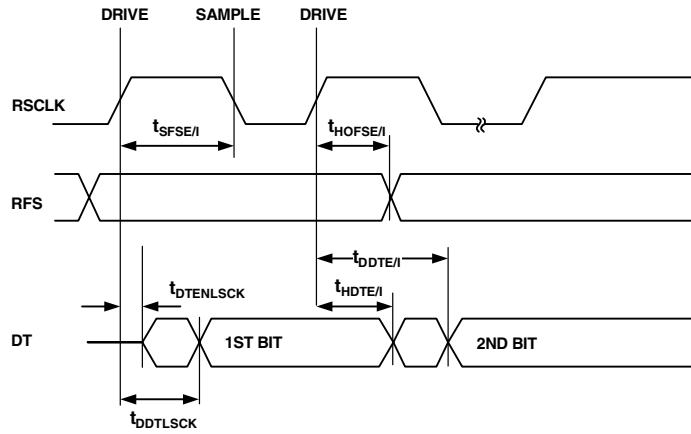 DRIVE SAMPLE DRIVE
RSCLK
tSFSE/I tHOFSE/I
RFS
tDDTE/I
tDTENLSCK tHDTE/I
DT 1ST BIT 2ND BIT
tDDTLSCK